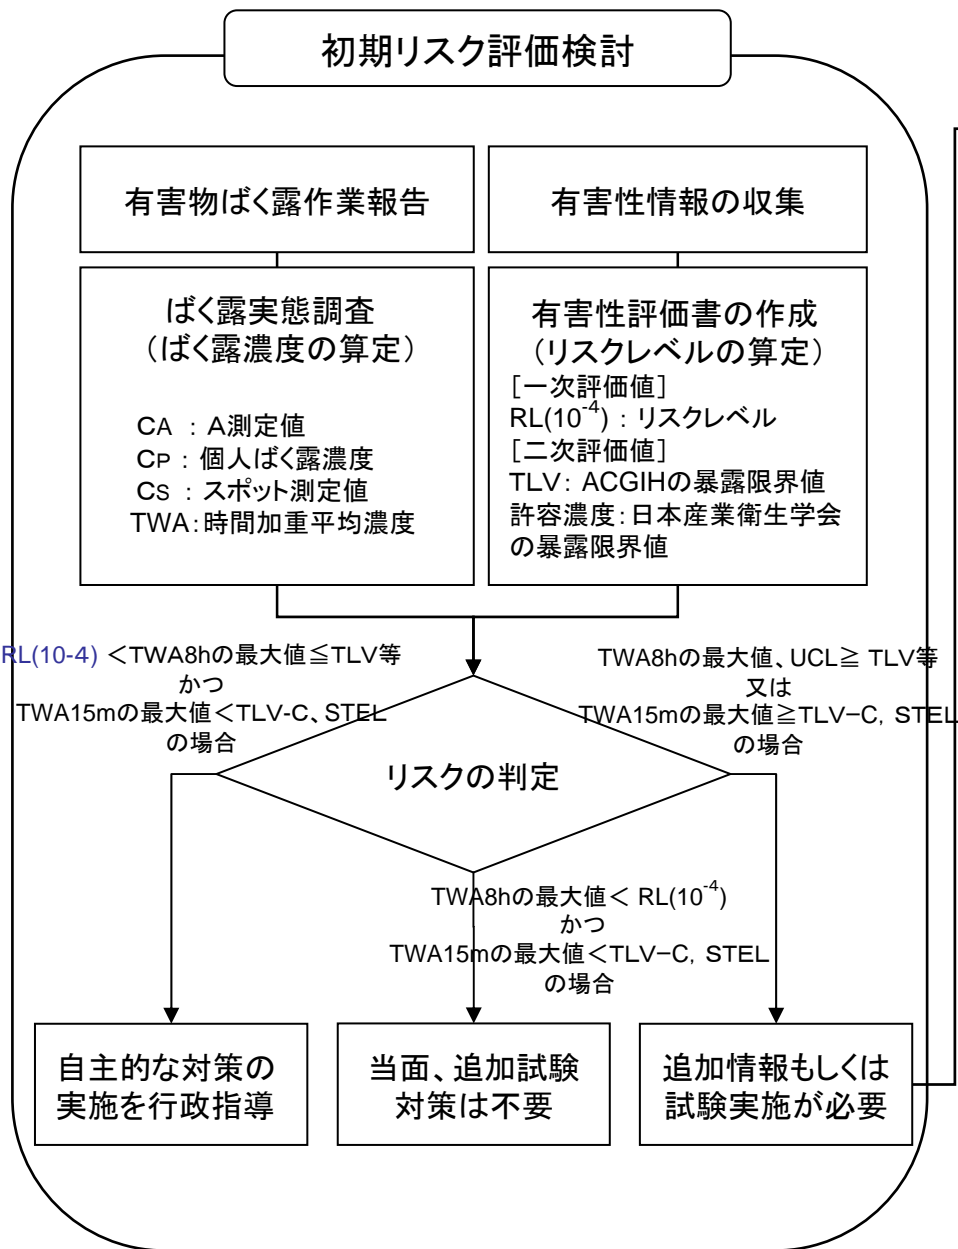 初期リスク評価検討
有害物ばく露作業報告
有害性情報の収集
ばく露実態調査
（ばく露濃度の算定）
CA ：A測定値
CP：個人ばく露濃度
CS：スポット測定値
TWA：時間加重平均濃度
有害性評価書の作成
（リスクレベルの算定）
［一次評価値］
RL(10-4)：リスクレベル
［二次評価値］
TLV：ACGIHの暴露限界値
許容濃度：日本産業衛生学会
の暴露限界値
RL(10-4) ＜TWA8hの最大値≦TLV等
かつ
TWA15mの最大値＜TLV-C、STEL
の場合
TWA8hの最大値、UCL≧ TLV等
又は
TWA15mの最大値≧TLV−C，STEL
の場合
リスクの判定
TWA8hの最大値＜ RL(10-4)
かつ
TWA15mの最大値＜TLV−C，STEL
の場合
自主的な対策の
実施を行政指導
当面、追加試験
対策は不要
追加情報もしくは
試験実施が必要